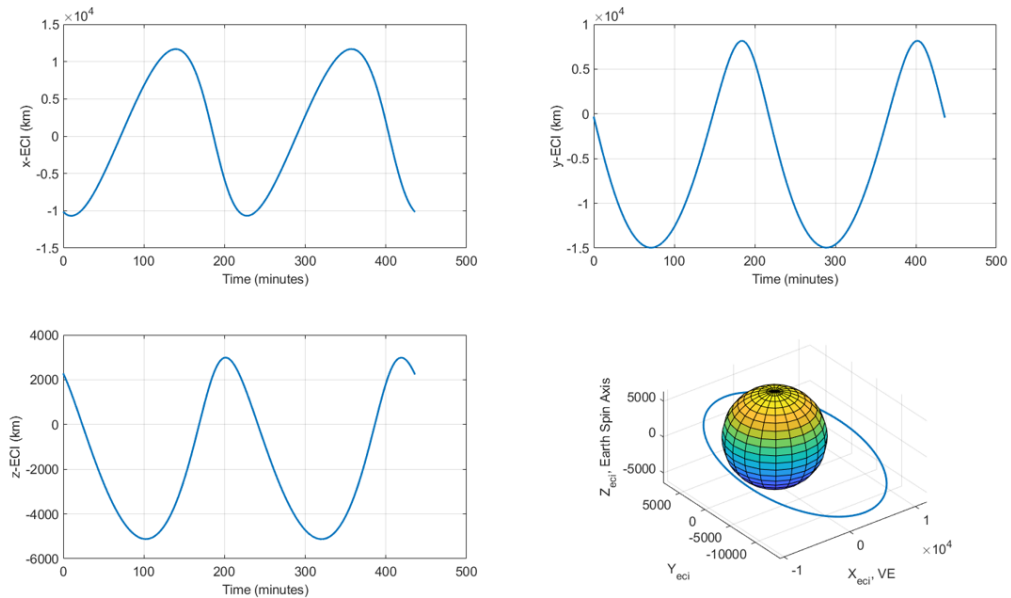 ×10⁴
1.5
1
0.5
0
-0.5
-1
-1.5
x-ECI (km)
0 100 200 300 400 500
Time (minutes)
×10⁴
1
0.5
0
-0.5
-1
-1.5
y-ECI (km)
0 100 200 300 400 500
Time (minutes)
4000
2000
0
-2000
-4000
-6000
z-ECI (km)
0 100 200 300 400 500
Time (minutes)
5000
0
-5000
Z_eci, Earth Spin Axis
5000
0
-5000
-10000
Y_eci
-1
0
1
×10⁴
X_eci, VE